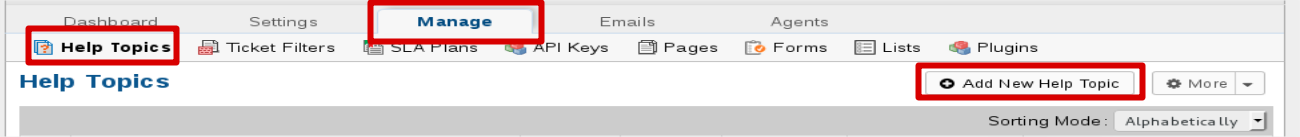 Dashboard Settings Manage Emails Agents
Help Topics Ticket Filters SLA Plans API Keys Pages Forms Lists Plugins
Help Topics Add New Help Topic More
Sorting Mode: Alphabetically